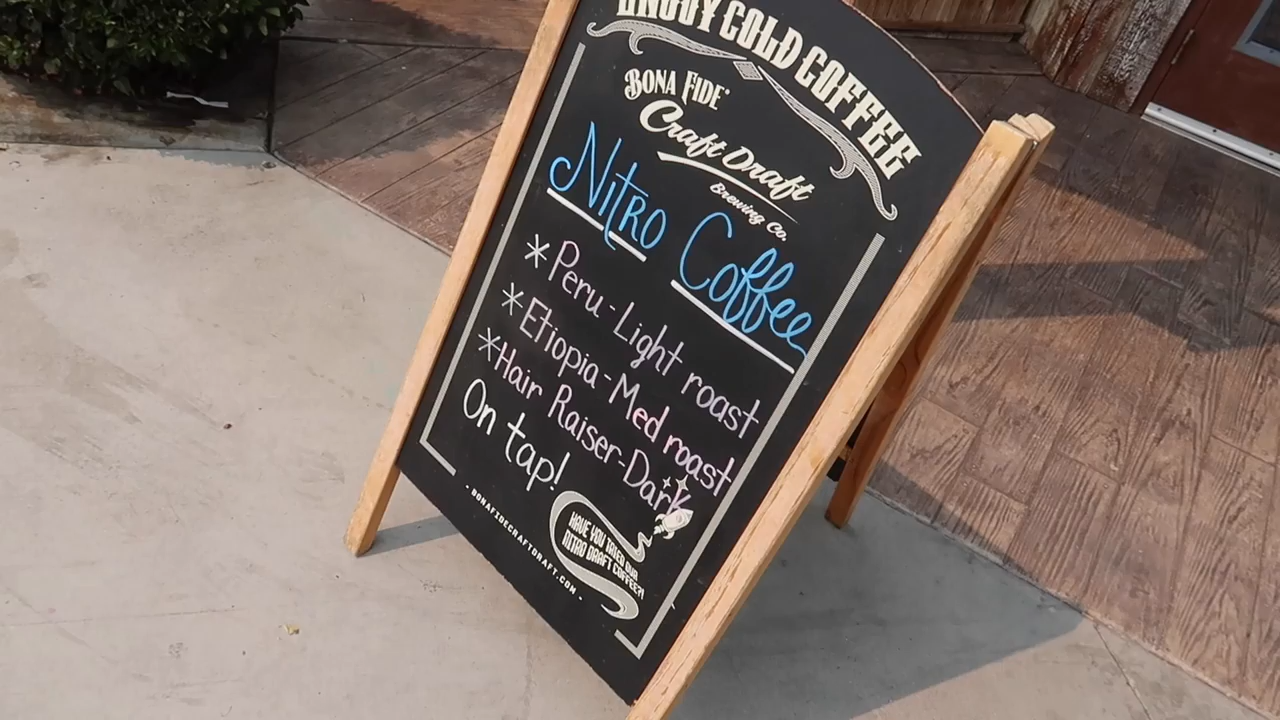 ENJOY COLD COFFEE
BONA FIDE
Craft Draft
Brewing Co.
Nitro Coffee
*Peru-Light roast
*Etiopia-Med roast
*Hair Raiser-Dark
On tap!
HAVE YOU TRIED OUR
NITRO DRAFT COFFEE?!
· BONAFIDECRAFTDRAFT.COM ·